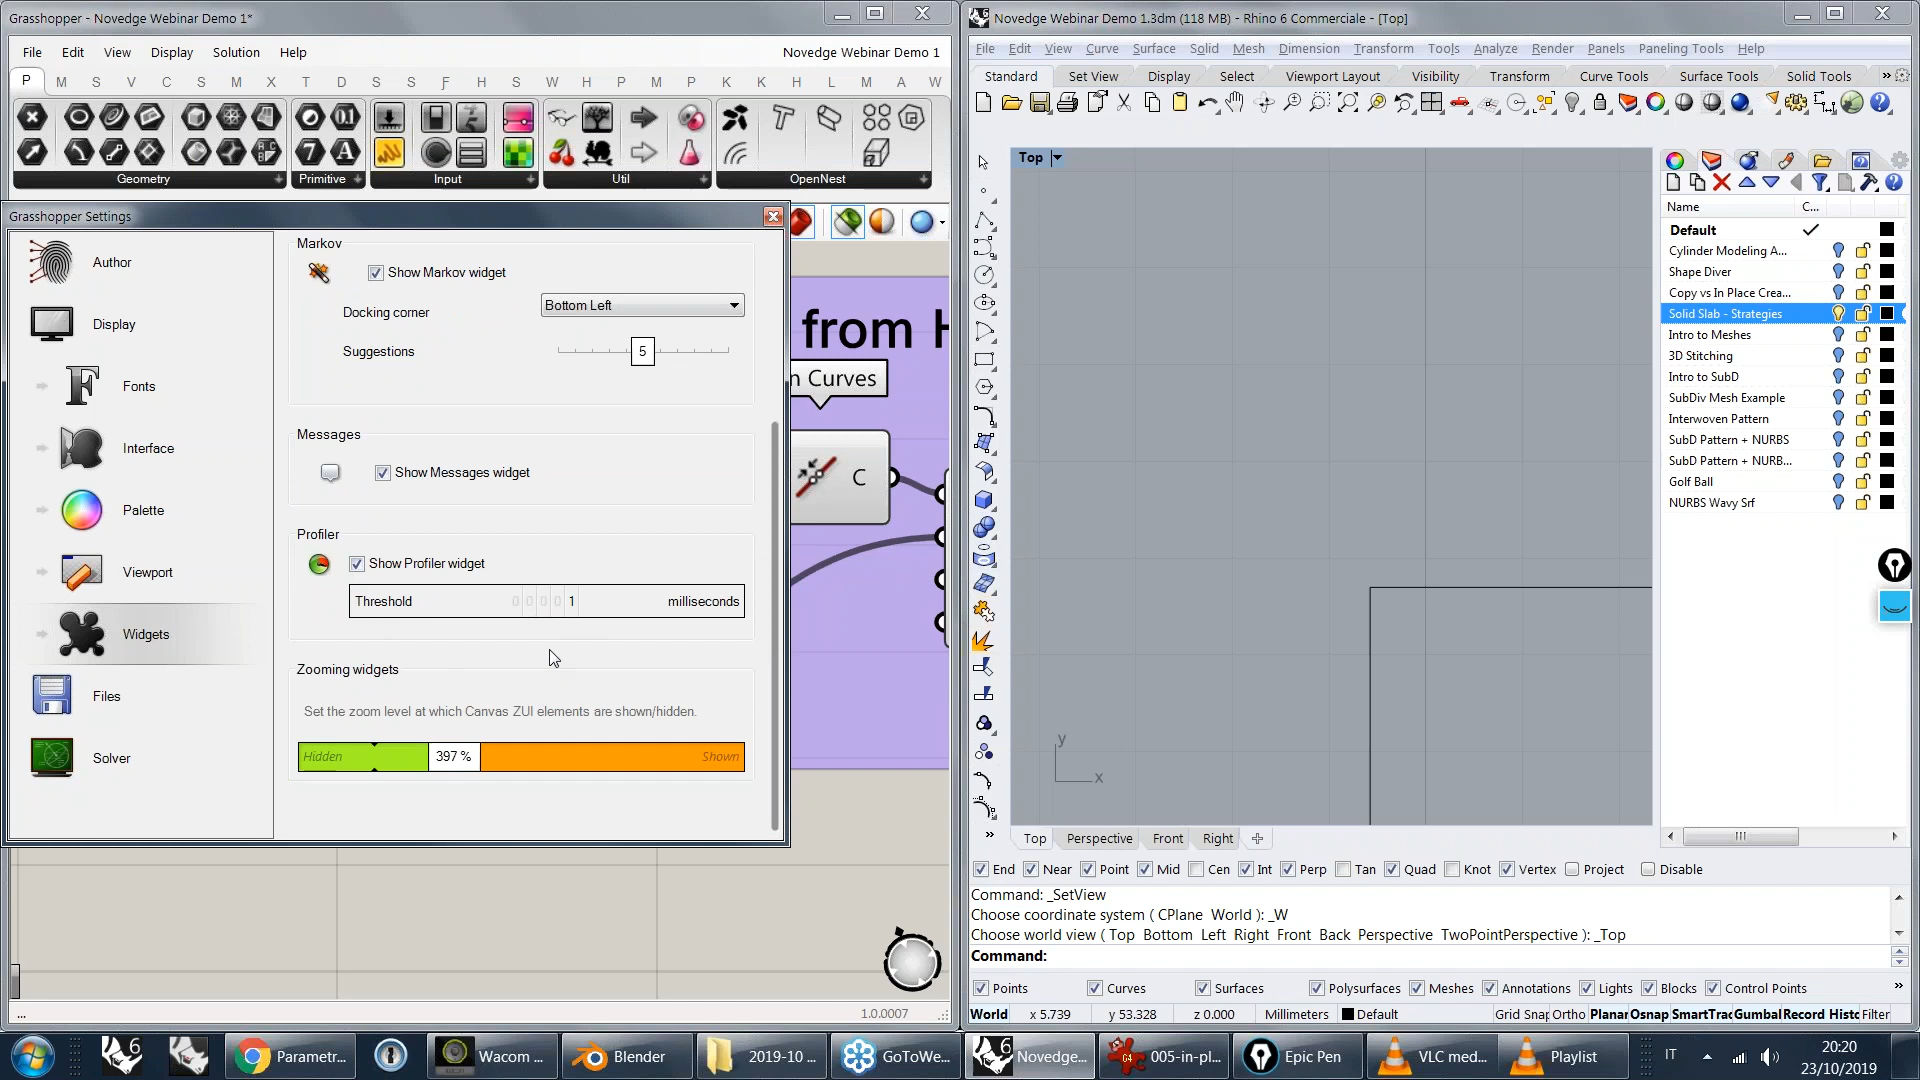 Grasshopper - Novedge Webinar Demo 1*
File Edit View Display Solution Help
Novedge Webinar Demo 1
P M S V C S M X T D S S F H S W H P M P K K H L M A W
Geometry
Primitive
Input
Util
OpenNest
Grasshopper Settings
Author
Display
Fonts
Interface
Palette
Viewport
Widgets
Files
Solver
Markov
Show Markov widget
Docking corner
Bottom Left
Suggestions
5
Messages
Show Messages widget
Profiler
Show Profiler widget
Threshold 0 0 0 0 1 milliseconds
Zooming widgets
Set the zoom level at which Canvas ZUI elements are shown/hidden.
Hidden 397 % Shown
from H
n Curves
C
...
1.0.0007
Novedge Webinar Demo 1.3dm (118 MB) - Rhino 6 Commerciale - [Top]
File Edit View Curve Surface Solid Mesh Dimension Transform Tools Analyze Render Panels Paneling Tools Help
Standard Set View Display Select Viewport Layout Visibility Transform Curve Tools Surface Tools Solid Tools »
Top
y
x
Name C...
Default
Cylinder Modeling A...
Shape Diver
Copy vs In Place Crea...
Solid Slab - Strategies
Intro to Meshes
3D Stitching
Intro to SubD
SubDiv Mesh Example
Interwoven Pattern
SubD Pattern + NURBS
SubD Pattern + NURB...
Golf Ball
NURBS Wavy Srf
Top Perspective Front Right
End Near Point Mid Cen Int Perp Tan Quad Knot Vertex Project Disable
Command: _SetView
Choose coordinate system ( CPlane World ): _W
Choose world view ( Top Bottom Left Right Front Back Perspective TwoPointPerspective ): _Top
Command:
Points Curves Surfaces Polysurfaces Meshes Annotations Lights Blocks Control Points »
World x 5.739 y 53.328 z 0.000 Millimeters Default Grid Snap Ortho Planar Osnap SmartTrac Gumbal Record Histo Filter
6
Parametr...
Wacom ...
Blender
2019-10 ...
GoToWe...
6
Novedge...
005-in-pl...
Epic Pen
VLC med...
Playlist
IT
20:20
23/10/2019